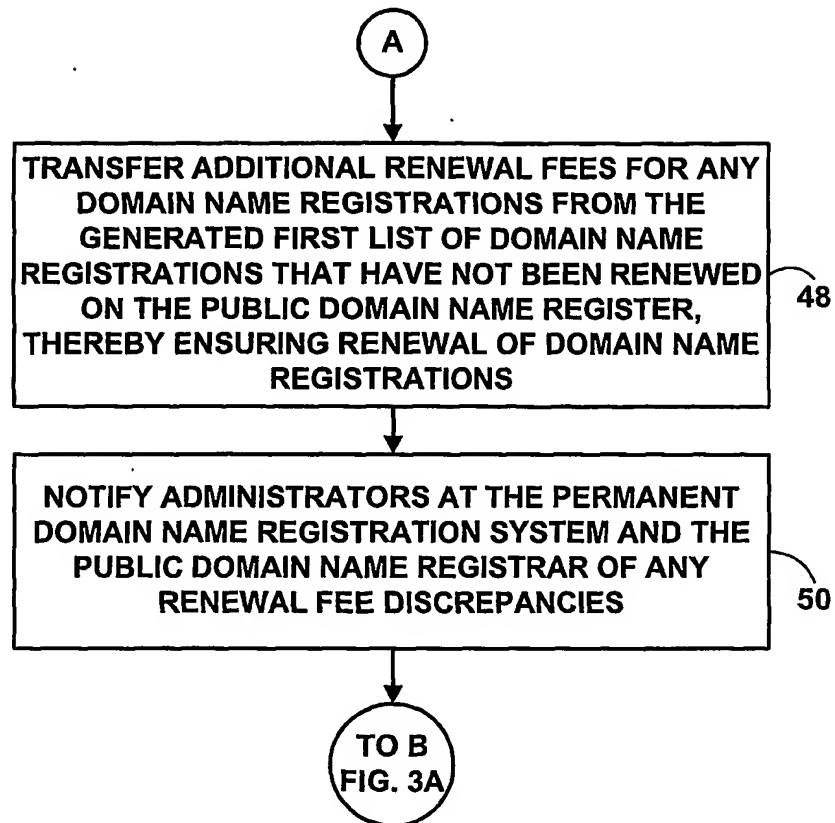 A
TRANSFER ADDITIONAL RENEWAL FEES FOR ANY
DOMAIN NAME REGISTRATIONS FROM THE
GENERATED FIRST LIST OF DOMAIN NAME
REGISTRATIONS THAT HAVE NOT BEEN RENEWED
ON THE PUBLIC DOMAIN NAME REGISTER,
THEREBY ENSURING RENEWAL OF DOMAIN NAME
REGISTRATIONS
48
NOTIFY ADMINISTRATORS AT THE PERMANENT
DOMAIN NAME REGISTRATION SYSTEM AND THE
PUBLIC DOMAIN NAME REGISTRAR OF ANY
RENEWAL FEE DISCREPANCIES
50
TO B
FIG. 3A